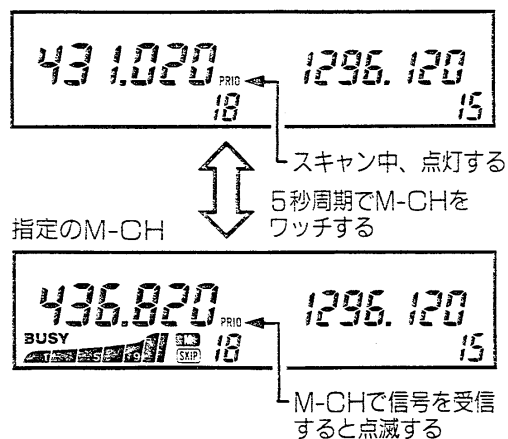 431.020 PRIO 1296.120
18 15
スキャン中、点灯する
5秒周期でM-CHを
ワッチする
指定のM-CH
436.820 PRIO 1296.120
BUSY
1 5 9 SKIP 18 15
M-CHで信号を受信
すると点滅する